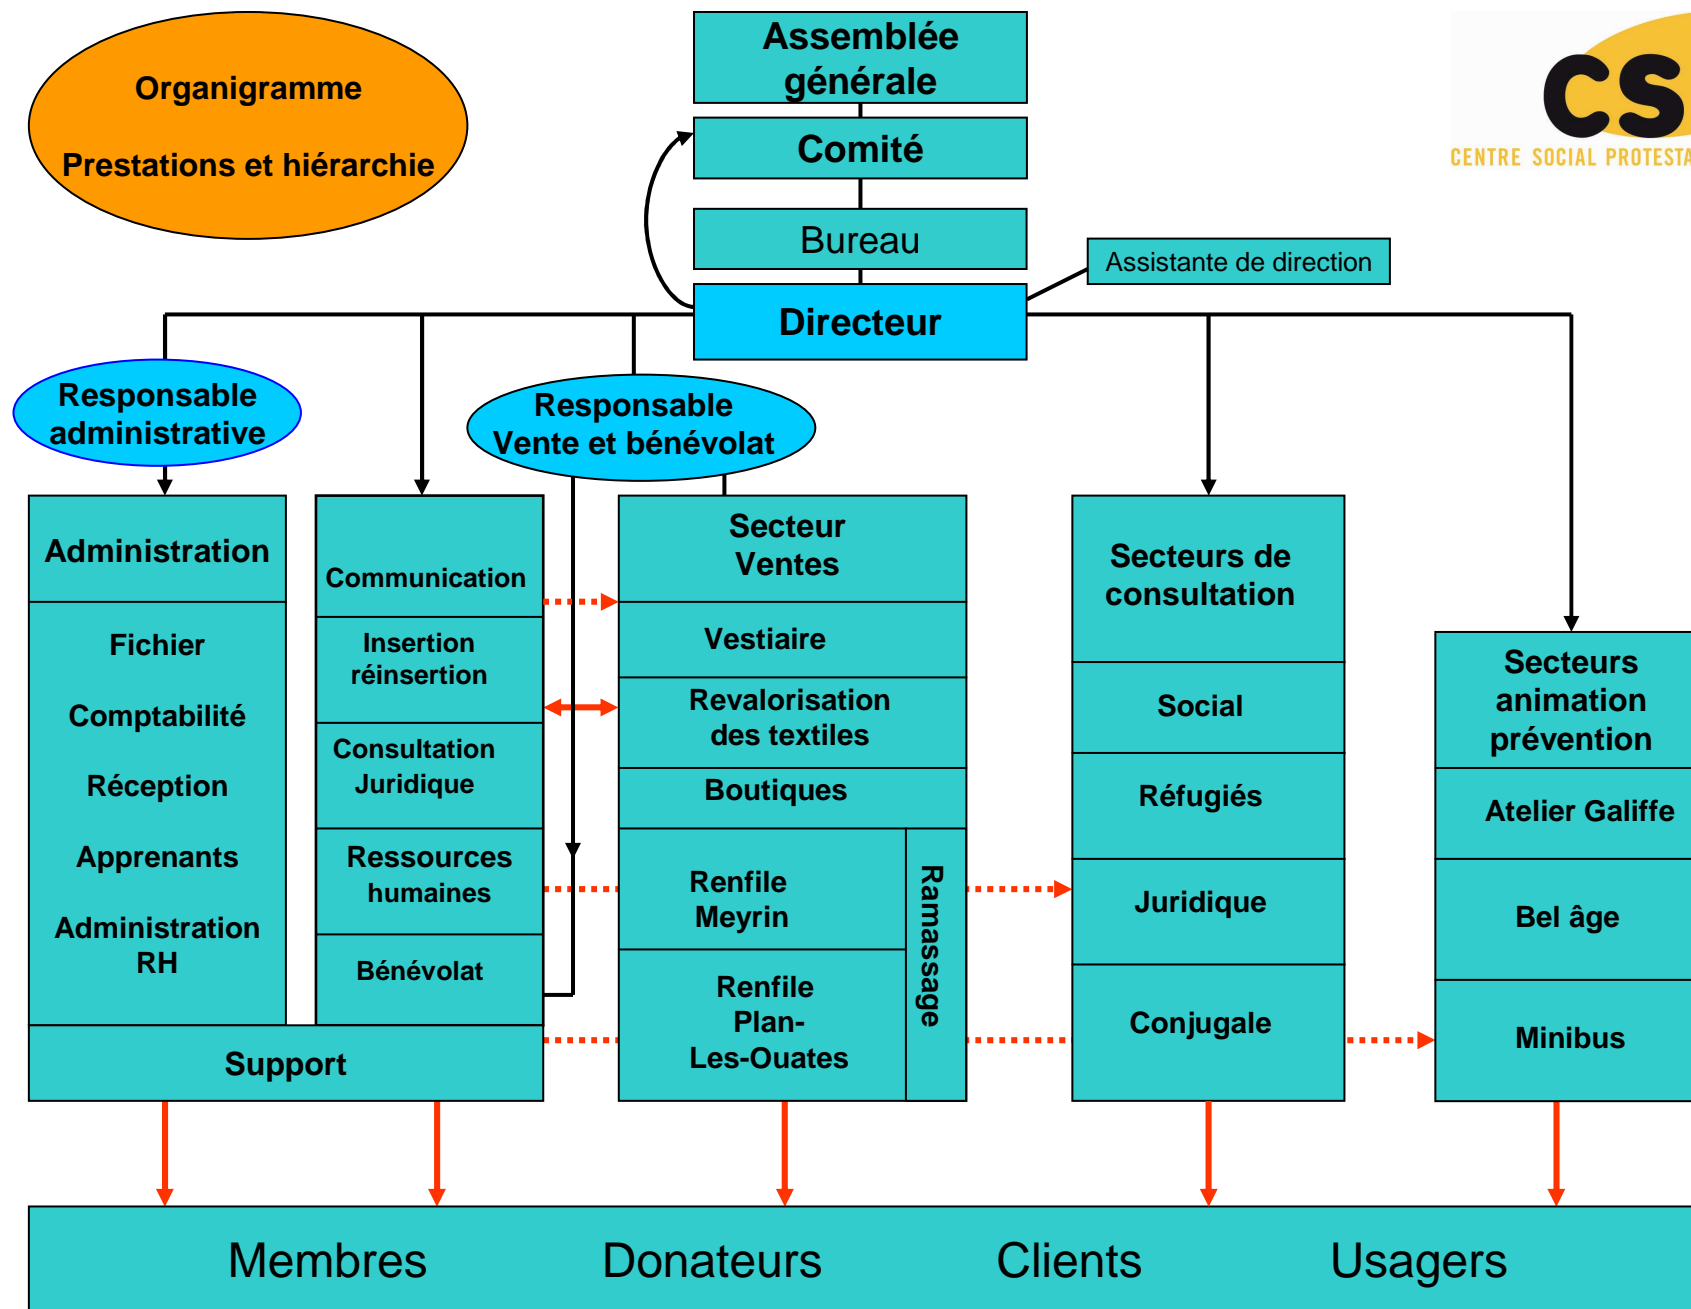 Organigramme
Prestations et hiérarchie
Assemblée
générale
Comité
Bureau
Assistante de direction
Directeur
CS
CENTRE SOCIAL PROTESTA
Responsable
administrative
Responsable
Vente et bénévolat
Administration
Fichier
Comptabilité
Réception
Apprenants
Administration
RH
Communication
Insertion
réinsertion
Consultation
Juridique
Ressources
humaines
Bénévolat
Support
Secteur
Ventes
Vestiaire
Revalorisation
des textiles
Boutiques
Renfile
Meyrin
Renfile
Plan-
Les-Ouates
Ramassage
Secteurs de
consultation
Social
Réfugiés
Juridique
Conjugale
Secteurs
animation
prévention
Atelier Galiffe
Bel âge
Minibus
Membres Donateurs Clients Usagers